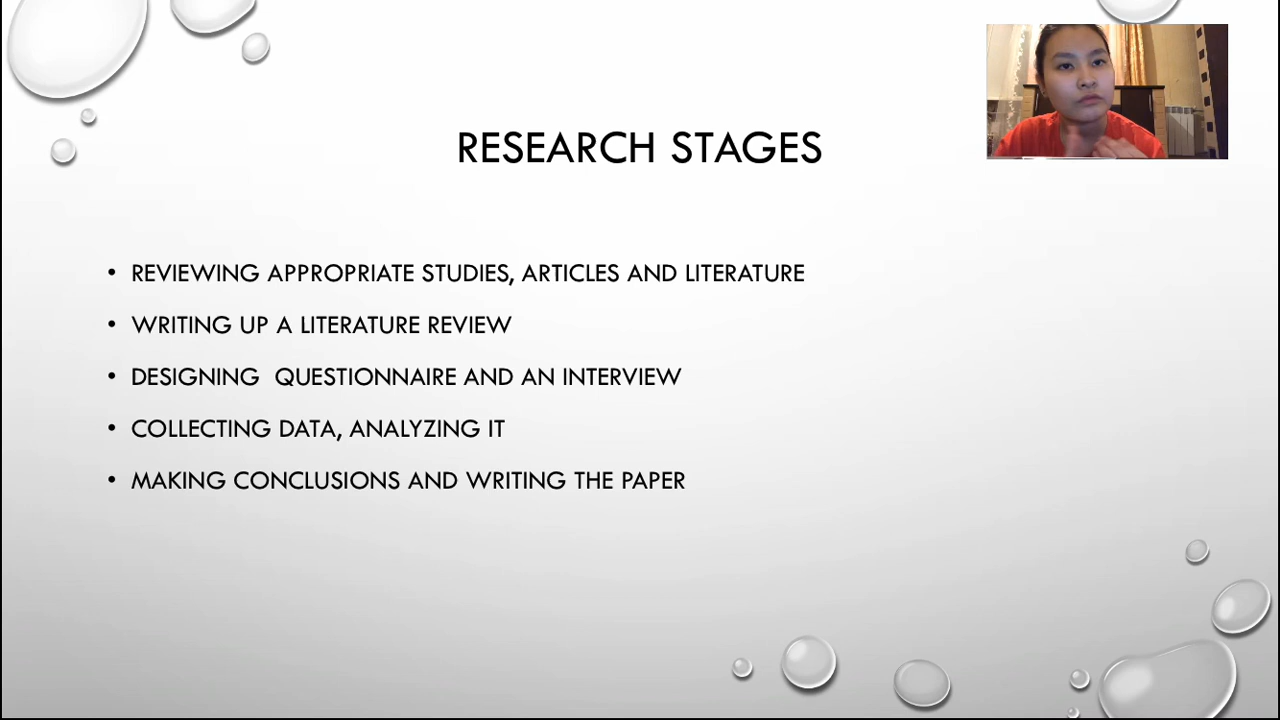 RESEARCH STAGES
• REVIEWING APPROPRIATE STUDIES, ARTICLES AND LITERATURE
• WRITING UP A LITERATURE REVIEW
• DESIGNING  QUESTIONNAIRE AND AN INTERVIEW
• COLLECTING DATA, ANALYZING IT
• MAKING CONCLUSIONS AND WRITING THE PAPER